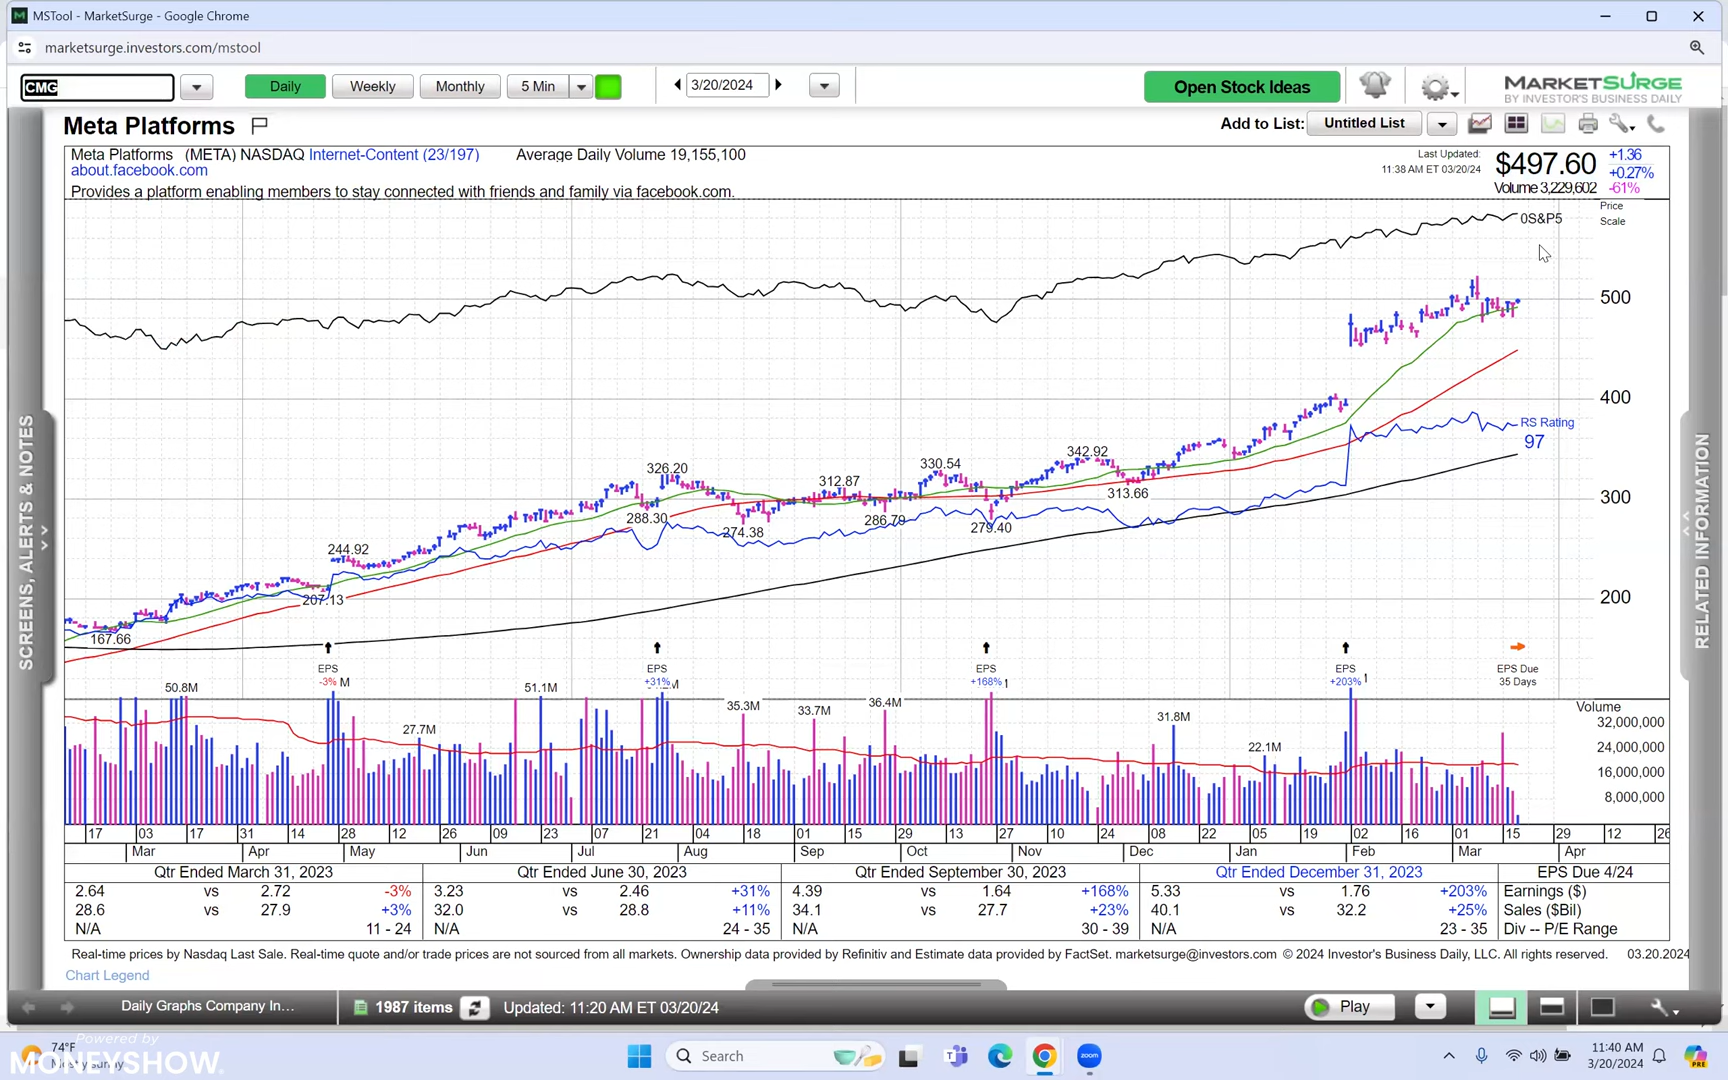 MSTool - MarketSurge - Google Chrome
marketsurge.investors.com/mstool
CMG
Daily Weekly Monthly 5 Min 3/20/2024 Open Stock Ideas MARKETSURGE
BY INVESTOR'S BUSINESS DAILY
Meta Platforms Add to List: Untitled List
Meta Platforms (META) NASDAQ Internet-Content (23/197) Average Daily Volume 19,155,100
about.facebook.com
Provides a platform enabling members to stay connected with friends and family via facebook.com.
Last Updated: $497.60 +1.36
11:38 AM ET 03/20/24 +0.27%
Volume 3,229,602 -61%
Price
Scale
0S&P5
500
400
RS Rating
97
300
200
342.92
326.20 330.54
312.87
313.66
288.30 286.79
274.38 279.40
244.92
207.13
167.66
EPS EPS EPS EPS EPS Due
-3% M +31% +168% +203% 35 Days
50.8M 51.1M
35.3M 33.7M 36.4M
27.7M 31.8M 22.1M
Volume
32,000,000
24,000,000
16,000,000
8,000,000
17 03 17 31 14 28 12 26 09 23 07 21 04 18 01 15 29 13 27 10 24 08 22 05 19 02 16 01 15 29 12 26
Mar Apr May Jun Jul Aug Sep Oct Nov Dec Jan Feb Mar Apr
Qtr Ended March 31, 2023 Qtr Ended June 30, 2023 Qtr Ended September 30, 2023 Qtr Ended December 31, 2023 EPS Due 4/24
2.64 vs 2.72 -3% 3.23 vs 2.46 +31% 4.39 vs 1.64 +168% 5.33 vs 1.76 +203% Earnings ($)
28.6 vs 27.9 +3% 32.0 vs 28.8 +11% 34.1 vs 27.7 +23% 40.1 vs 32.2 +25% Sales ($Bil)
N/A 11 - 24 N/A 24 - 35 N/A 30 - 39 N/A 23 - 35 Div -- P/E Range
Real-time prices by Nasdaq Last Sale. Real-time quote and/or trade prices are not sourced from all markets. Ownership data provided by Refinitiv and Estimate data provided by FactSet. marketsurge@investors.com © 2024 Investor's Business Daily, LLC. All rights reserved. 03.20.2024
Chart Legend
SCREENS, ALERTS & NOTES
RELATED INFORMATION
Daily Graphs Company In... 1987 items Updated: 11:20 AM ET 03/20/24 Play
Powered by
MONEYSHOW.
74°F
Mostly sunny
Search
zoom
PRE
11:40 AM
3/20/2024